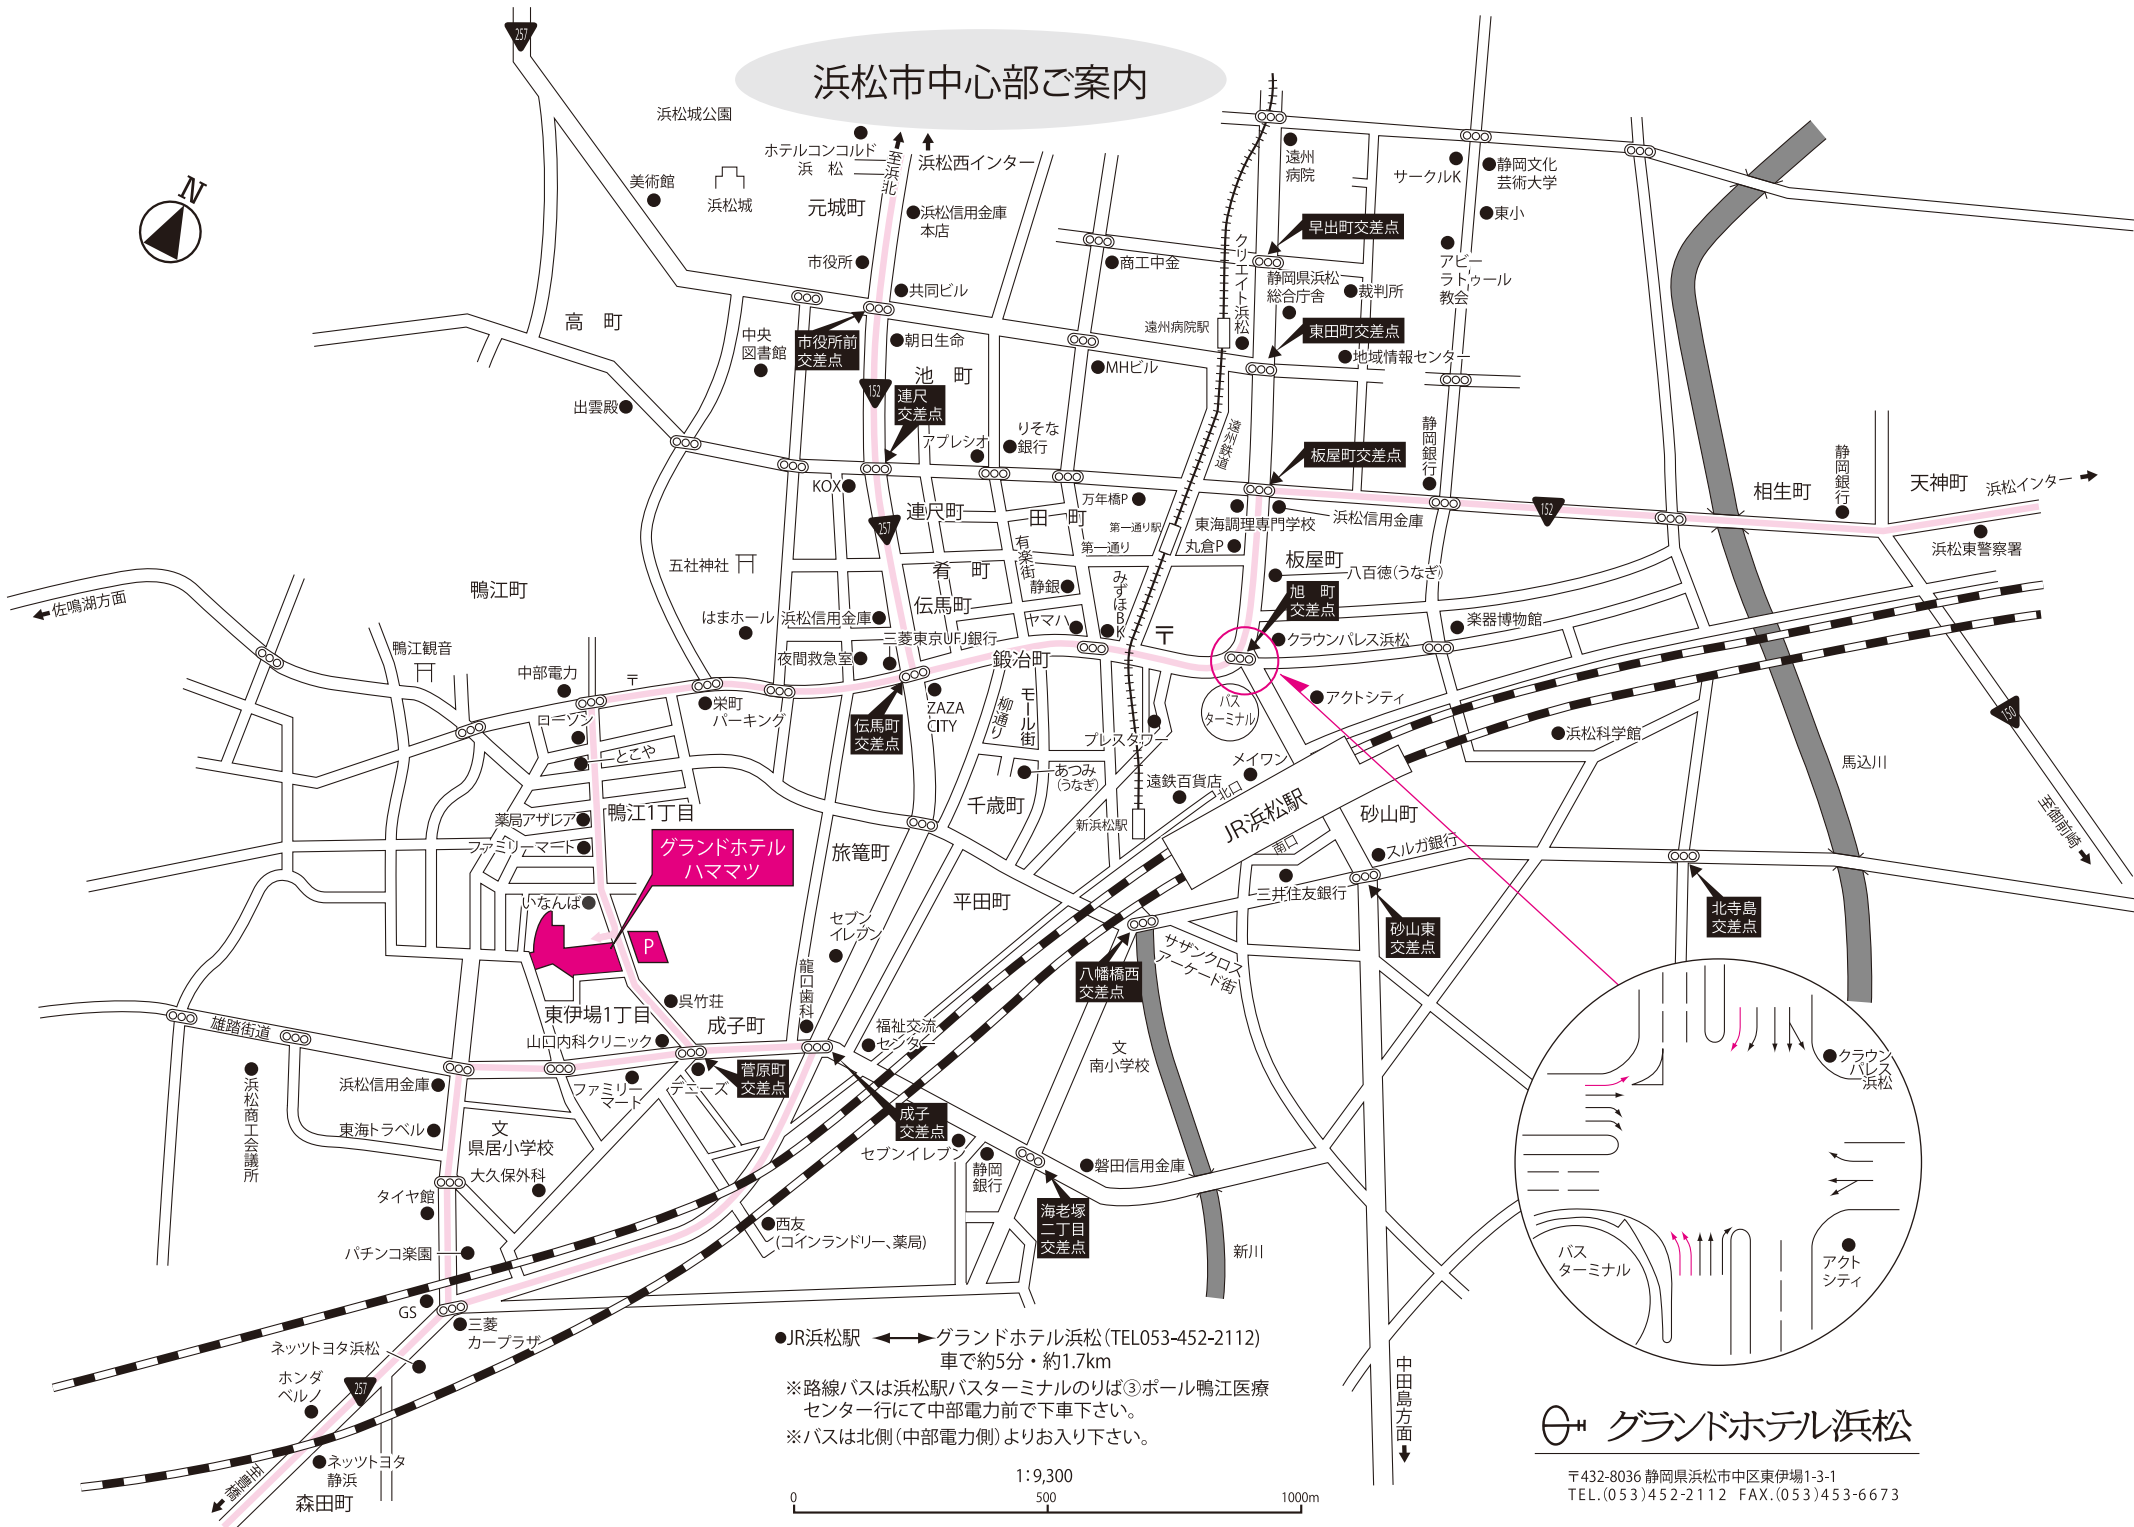 浜松市中心部ご案内
257
N
浜松城公園
ホテルコンコルド
浜　松
至浜北
浜松西インター
美術館
浜松城
元城町
浜松信用金庫
本店
市役所
共同ビル
商工中金
遠州
病院
サークルK
静岡文化
芸術大学
東小
早出町交差点
アビー
ラトゥール
教会
クリエイト浜松
静岡県浜松
総合庁舎
裁判所
高　町
中央
図書館
市役所前
交差点
朝日生命
遠州病院駅
東田町交差点
地域情報センター
池　町
MHビル
152
連尺
交差点
出雲殿
アプレシオ
りそな
銀行
遠州鉄道
板屋町交差点
静岡銀行
静岡銀行
相生町
天神町
浜松インター
KOX
万年橋P
連尺町
田　町
第一通り駅
東海調理専門学校
浜松信用金庫
152
257
有楽街
第一通り
丸倉P
浜松東警察署
板屋町
五社神社
肴　町
静銀
みずほBK
八百徳(うなぎ)
旭　町
交差点
鴨江町
佐鳴湖方面
伝馬町
はまホール
浜松信用金庫
ヤマハ
〒
楽器博物館
三菱東京UFJ銀行
クラウンパレス浜松
鴨江観音
夜間救急室
鍛冶町
中部電力
〒
栄町
パーキング
ZAZA
CITY
柳通り
モール街
バス
ターミナル
アクトシティ
150
ローソン
伝馬町
交差点
プレスタワー
浜松科学館
とこや
メイワン
馬込川
あつみ
(うなぎ)
遠鉄百貨店
北口
千歳町
JR浜松駅
砂山町
至御前崎
薬局アザレア
鴨江1丁目
新浜松駅
ファミリーマート
グランドホテル
ハママツ
旅篭町
南口
スルガ銀行
三井住友銀行
いなんば
平田町
セブン
イレブン
北寺島
交差点
砂山東
交差点
P
サザンクロス
アーケード街
八幡橋西
交差点
龍口歯科
呉竹荘
東伊場1丁目
成子町
雄踏街道
山口内科クリニック
福祉交流
センター
文
南小学校
クラウン
パレス
浜松
浜松商工会議所
浜松信用金庫
ファミリー
マート
デニーズ
菅原町
交差点
成子
交差点
東海トラベル
文
県居小学校
セブンイレブン
静岡
銀行
磐田信用金庫
大久保外科
タイヤ館
海老塚
二丁目
交差点
西友
(コインランドリー、薬局)
新川
パチンコ楽園
バス
ターミナル
アクト
シティ
GS
三菱
カープラザ
ネッツトヨタ浜松
ホンダ
ベルノ
257
中田島方面
ネッツトヨタ
静浜
至豊橋
森田町
●JR浜松駅 ⟷ グランドホテル浜松(TEL053-452-2112)
車で約5分・約1.7km
※路線バスは浜松駅バスターミナルのりば③ポール鴨江医療
センター行にて中部電力前で下車下さい。
※バスは北側(中部電力側)よりお入り下さい。
1:9,300
0 500 1000m
グランドホテル浜松
〒432-8036 静岡県浜松市中区東伊場1-3-1
TEL.(053)452-2112 FAX.(053)453-6673